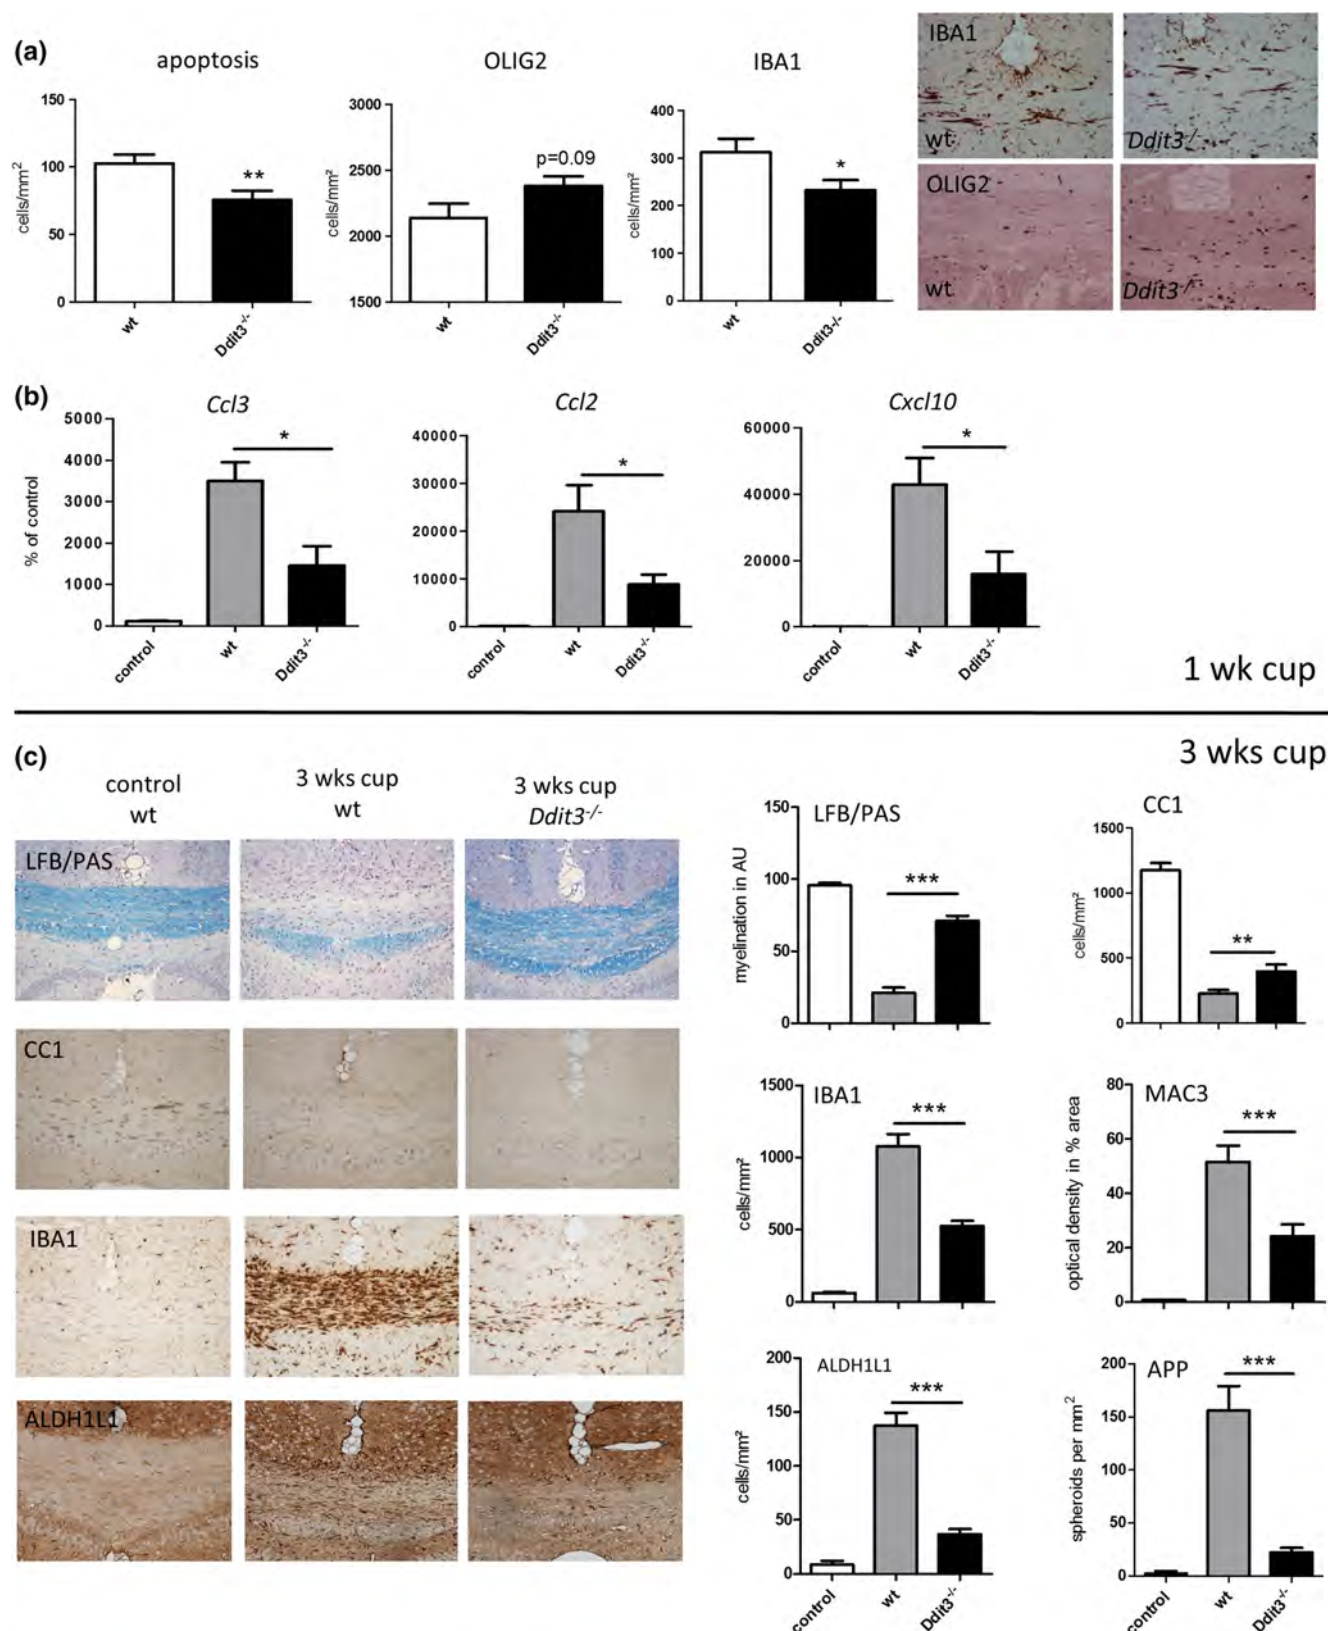 (a)
apoptosis
OLIG2
IBA1
cells/mm²
150
100
50
0
**
wt
Ddit3-/-
cells/mm²
3000
2500
2000
1500
p=0.09
wt
Ddit3-/-
cells/mm²
400
300
200
100
0
*
wt
Ddit3-/-
IBA1
wt
Ddit3-/-
OLIG2
wt
Ddit3-/-
(b)
Ccl3
Ccl2
Cxcl10
% of control
5000
4000
3000
2000
1000
0
*
control
wt
Ddit3-/-
40000
30000
20000
10000
0
*
control
wt
Ddit3-/-
60000
40000
20000
0
*
control
wt
Ddit3-/-
1 wk cup
3 wks cup
(c)
control
wt
3 wks cup
wt
3 wks cup
Ddit3-/-
LFB/PAS
CC1
IBA1
ALDH1L1
LFB/PAS
myelination in AU
150
100
50
0
***
CC1
cells/mm²
1500
1000
500
0
**
IBA1
cells/mm²
1500
1000
500
0
***
MAC3
optical density in % area
80
60
40
20
0
***
ALDH1L1
cells/mm²
200
150
100
50
0
***
control
wt
Ddit3-/-
APP
spheroids per mm²
200
150
100
50
0
***
control
wt
Ddit3-/-